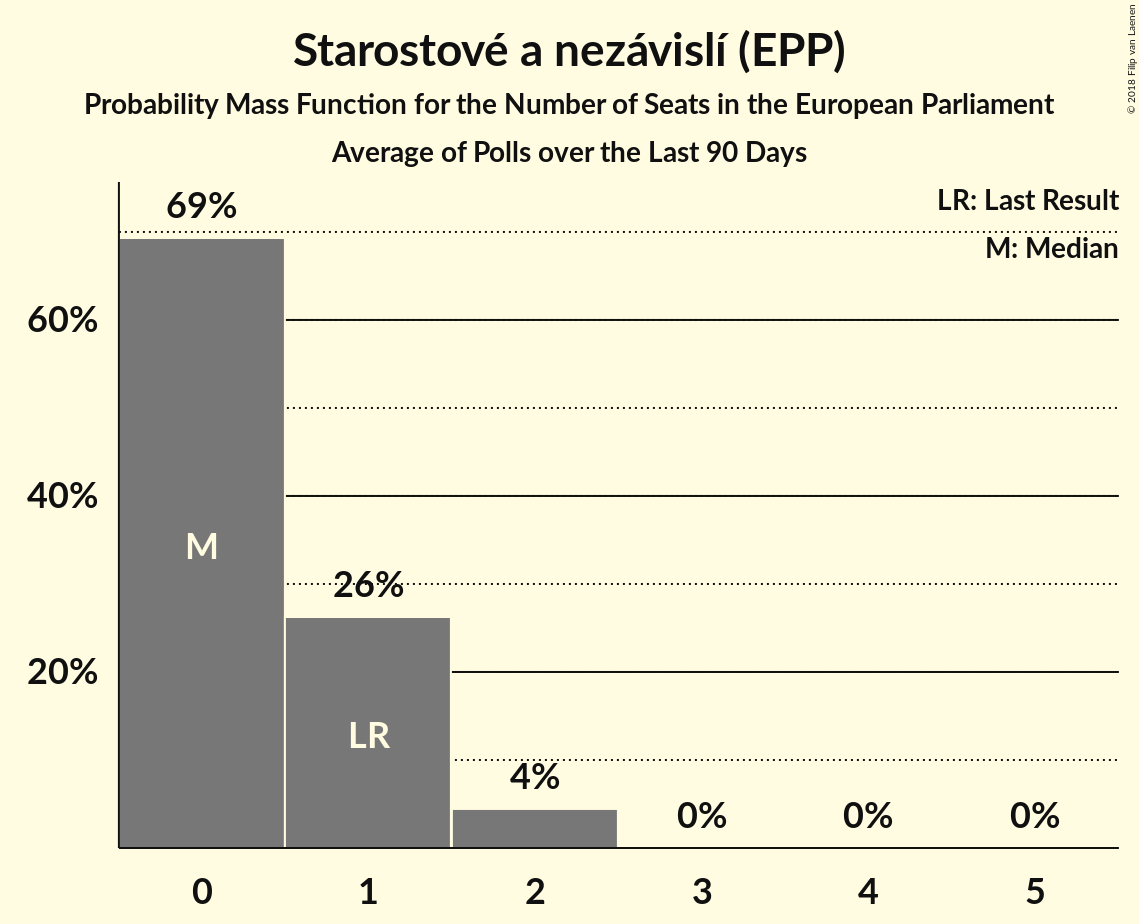 Starostové a nezávislí (EPP)
Probability Mass Function for the Number of Seats in the European Parliament
Average of Polls over the Last 90 Days
© 2018 Filip van Laenen
LR: Last Result
M: Median
69%
60%
40%
M
26%
20%
LR
4%
0%
0%
0%
0 1 2 3 4 5